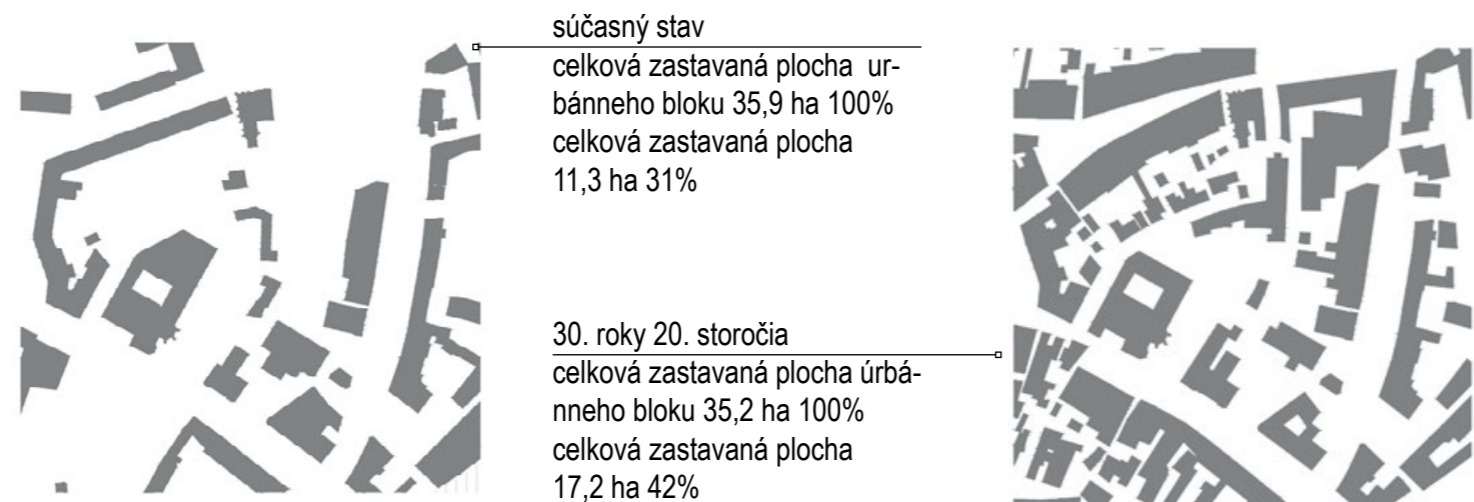 súčasný stav
celková zastavaná plocha ur-
bánneho bloku 35,9 ha 100%
celková zastavaná plocha
11,3 ha 31%
30. roky 20. storočia
celková zastavaná plocha úrbá-
nneho bloku 35,2 ha 100%
celková zastavaná plocha
17,2 ha 42%